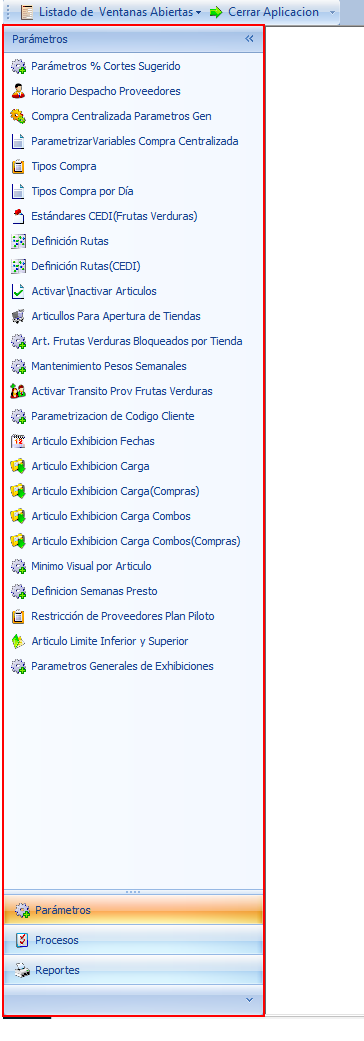 Listado de Ventanas Abiertas Cerrar Aplicacion
Parámetros
Parámetros % Cortes Sugerido
Horario Despacho Proveedores
Compra Centralizada Parametros Gen
ParametrizarVariables Compra Centralizada
Tipos Compra
Tipos Compra por Día
Estándares CEDI(Frutas Verduras)
Definición Rutas
Definición Rutas(CEDI)
Activar\Inactivar Articulos
Articullos Para Apertura de Tiendas
Art. Frutas Verduras Bloqueados por Tienda
Mantenimiento Pesos Semanales
Activar Transito Prov Frutas Verduras
Parametrizacion de Codigo Cliente
Articulo Exhibicion Fechas
Articulo Exhibicion Carga
Articulo Exhibicion Carga(Compras)
Articulo Exhibicion Carga Combos
Articulo Exhibicion Carga Combos(Compras)
Minimo Visual por Articulo
Definicion Semanas Presto
Restricción de Proveedores Plan Piloto
Articulo Limite Inferior y Superior
Parametros Generales de Exhibiciones
Parámetros
Procesos
Reportes